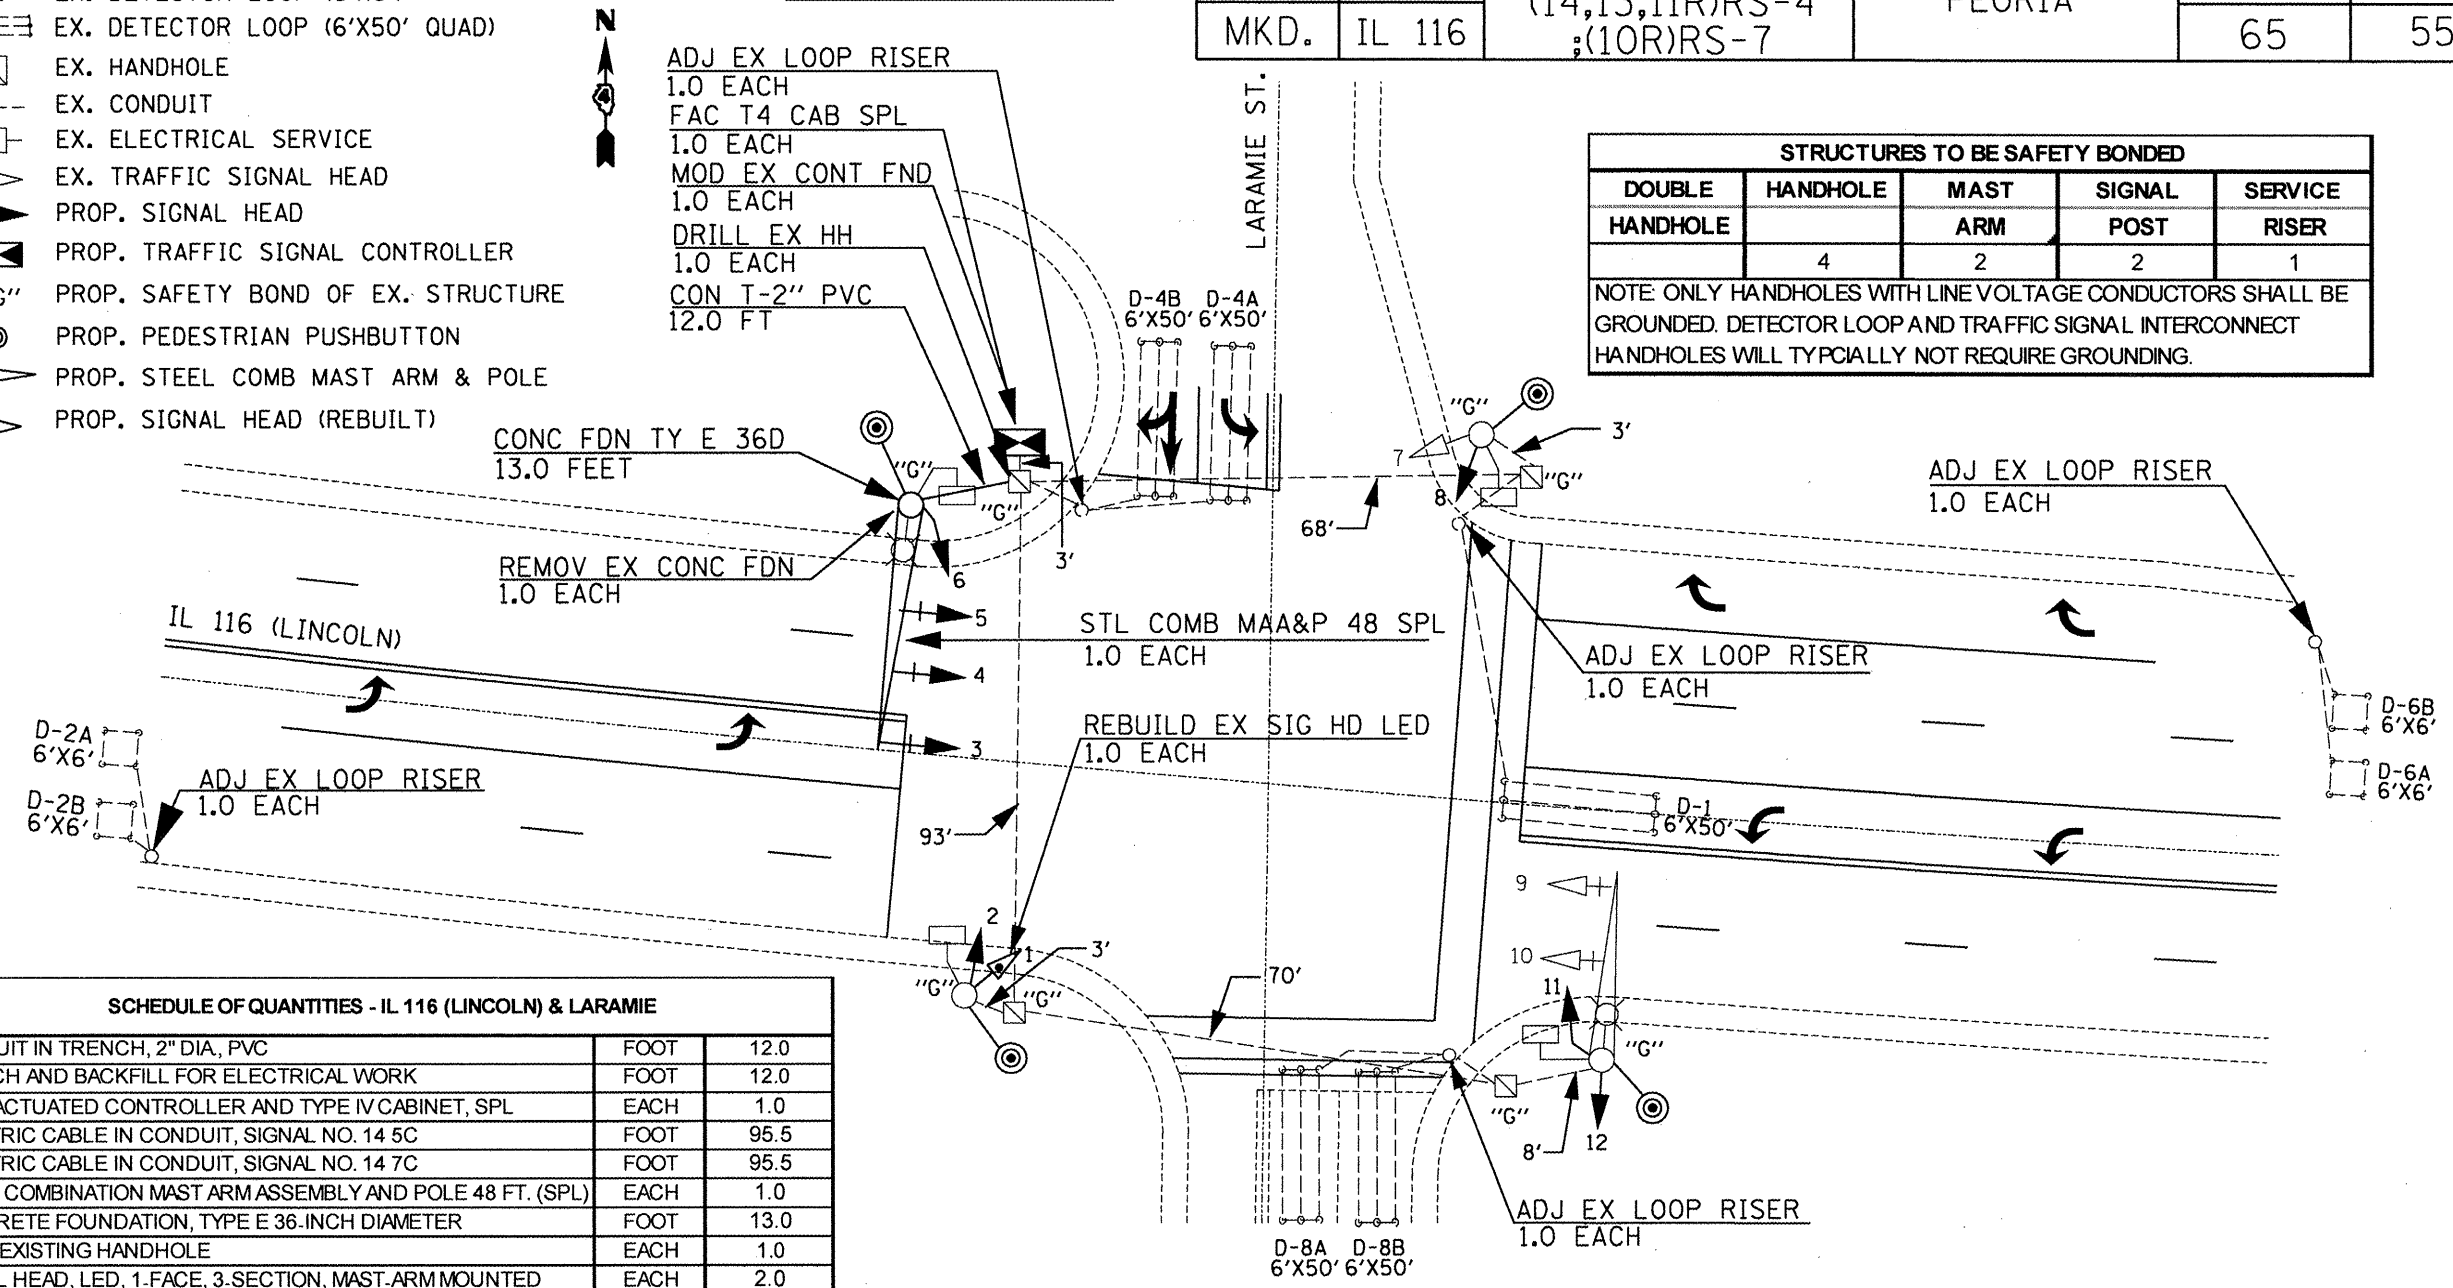 EX. DETECTOR LOOP (6'X50' QUAD)
EX. HANDHOLE
EX. CONDUIT
EX. ELECTRICAL SERVICE
EX. TRAFFIC SIGNAL HEAD
PROP. SIGNAL HEAD
PROP. TRAFFIC SIGNAL CONTROLLER
G" PROP. SAFETY BOND OF EX. STRUCTURE
PROP. PEDESTRIAN PUSHBUTTON
PROP. STEEL COMB MAST ARM & POLE
PROP. SIGNAL HEAD (REBUILT)
N
4
MKD.
IL 116
(14,15,11R)RS-4
;(10R)RS-7
PEORIA
65
55
ADJ EX LOOP RISER
1.0 EACH
FAC T4 CAB SPL
1.0 EACH
MOD EX CONT FND
1.0 EACH
DRILL EX HH
1.0 EACH
CON T-2" PVC
12.0 FT
LARAMIE ST.
STRUCTURES TO BE SAFETY BONDED
DOUBLE HANDHOLE MAST SIGNAL SERVICE
HANDHOLE ARM POST RISER
4 2 2 1
NOTE: ONLY HANDHOLES WITH LINE VOLTAGE CONDUCTORS SHALL BE
GROUNDED. DETECTOR LOOP AND TRAFFIC SIGNAL INTERCONNECT
HANDHOLES WILL TYPCIALLY NOT REQUIRE GROUNDING.
D-4B
6'X50'
D-4A
6'X50'
CONC FDN TY E 36D
13.0 FEET
"G"
"G"
3'
REMOV EX CONC FDN
1.0 EACH
6
5
4
3
68'
7
8
"G"
3'
"G"
ADJ EX LOOP RISER
1.0 EACH
IL 116 (LINCOLN)
STL COMB MAA&P 48 SPL
1.0 EACH
ADJ EX LOOP RISER
1.0 EACH
D-6B
6'X6'
D-6A
6'X6'
D-2A
6'X6'
D-2B
6'X6'
ADJ EX LOOP RISER
1.0 EACH
REBUILD EX SIG HD LED
1.0 EACH
93'
D-1
6'X50'
9
10
11
12
2
1
3'
"G"
"G"
70'
"G"
"G"
8'
ADJ EX LOOP RISER
1.0 EACH
D-8A
6'X50'
D-8B
6'X50'
SCHEDULE OF QUANTITIES - IL 116 (LINCOLN) & LARAMIE
UIT IN TRENCH, 2" DIA., PVC FOOT 12.0
CH AND BACKFILL FOR ELECTRICAL WORK FOOT 12.0
ACTUATED CONTROLLER AND TYPE IV CABINET, SPL EACH 1.0
RIC CABLE IN CONDUIT, SIGNAL NO. 14 5C FOOT 95.5
RIC CABLE IN CONDUIT, SIGNAL NO. 14 7C FOOT 95.5
COMBINATION MAST ARM ASSEMBLY AND POLE 48 FT. (SPL) EACH 1.0
RETE FOUNDATION, TYPE E 36-INCH DIAMETER FOOT 13.0
EXISTING HANDHOLE EACH 1.0
L HEAD, LED, 1-FACE, 3-SECTION, MAST-ARM MOUNTED EACH 2.0